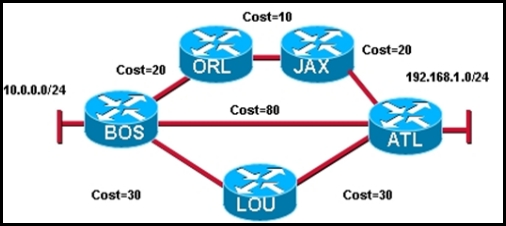 Cost=10
ORL
JAX
Cost=20
Cost=20
10.0.0.0/24
192.168.1.0/24
BOS
Cost=80
ATL
Cost=30
LOU
Cost=30